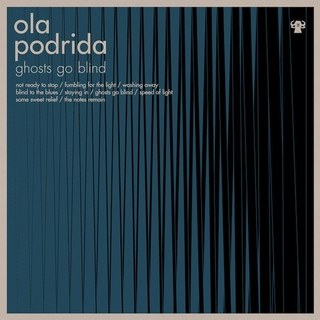 ola
podrida
ghosts go blind
not ready to stop / fumbling for the light / washing away
blind to the blues / staying in / ghosts go blind / speed of light
some sweet relief / the notes remain